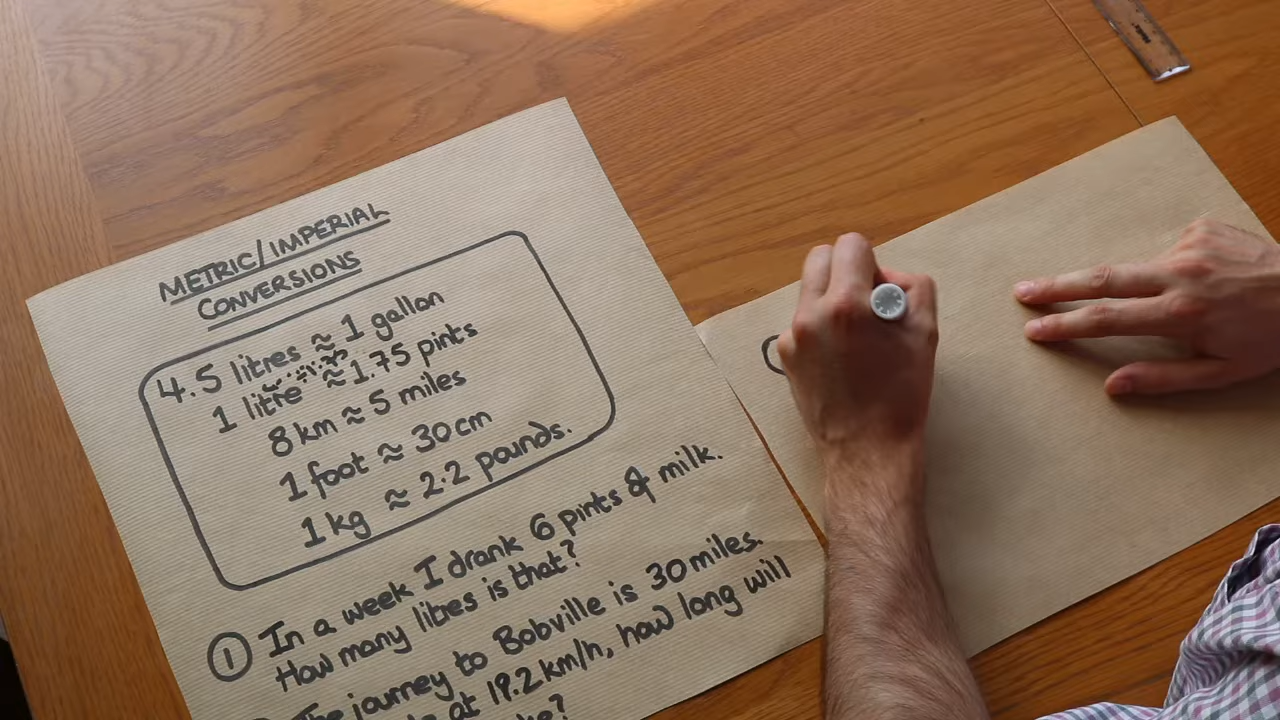 METRIC/IMPERIAL
CONVERSIONS
4.5 litres ≈ 1 gallon
1 litre ≈ 1.75 pints
8 km ≈ 5 miles
1 foot ≈ 30 cm
1 kg ≈ 2.2 pounds.
① In a week I drank 6 pints of milk.
How many litres is that?
The journey to Bobville is 30 miles.
at 19.2 km/h, how long will